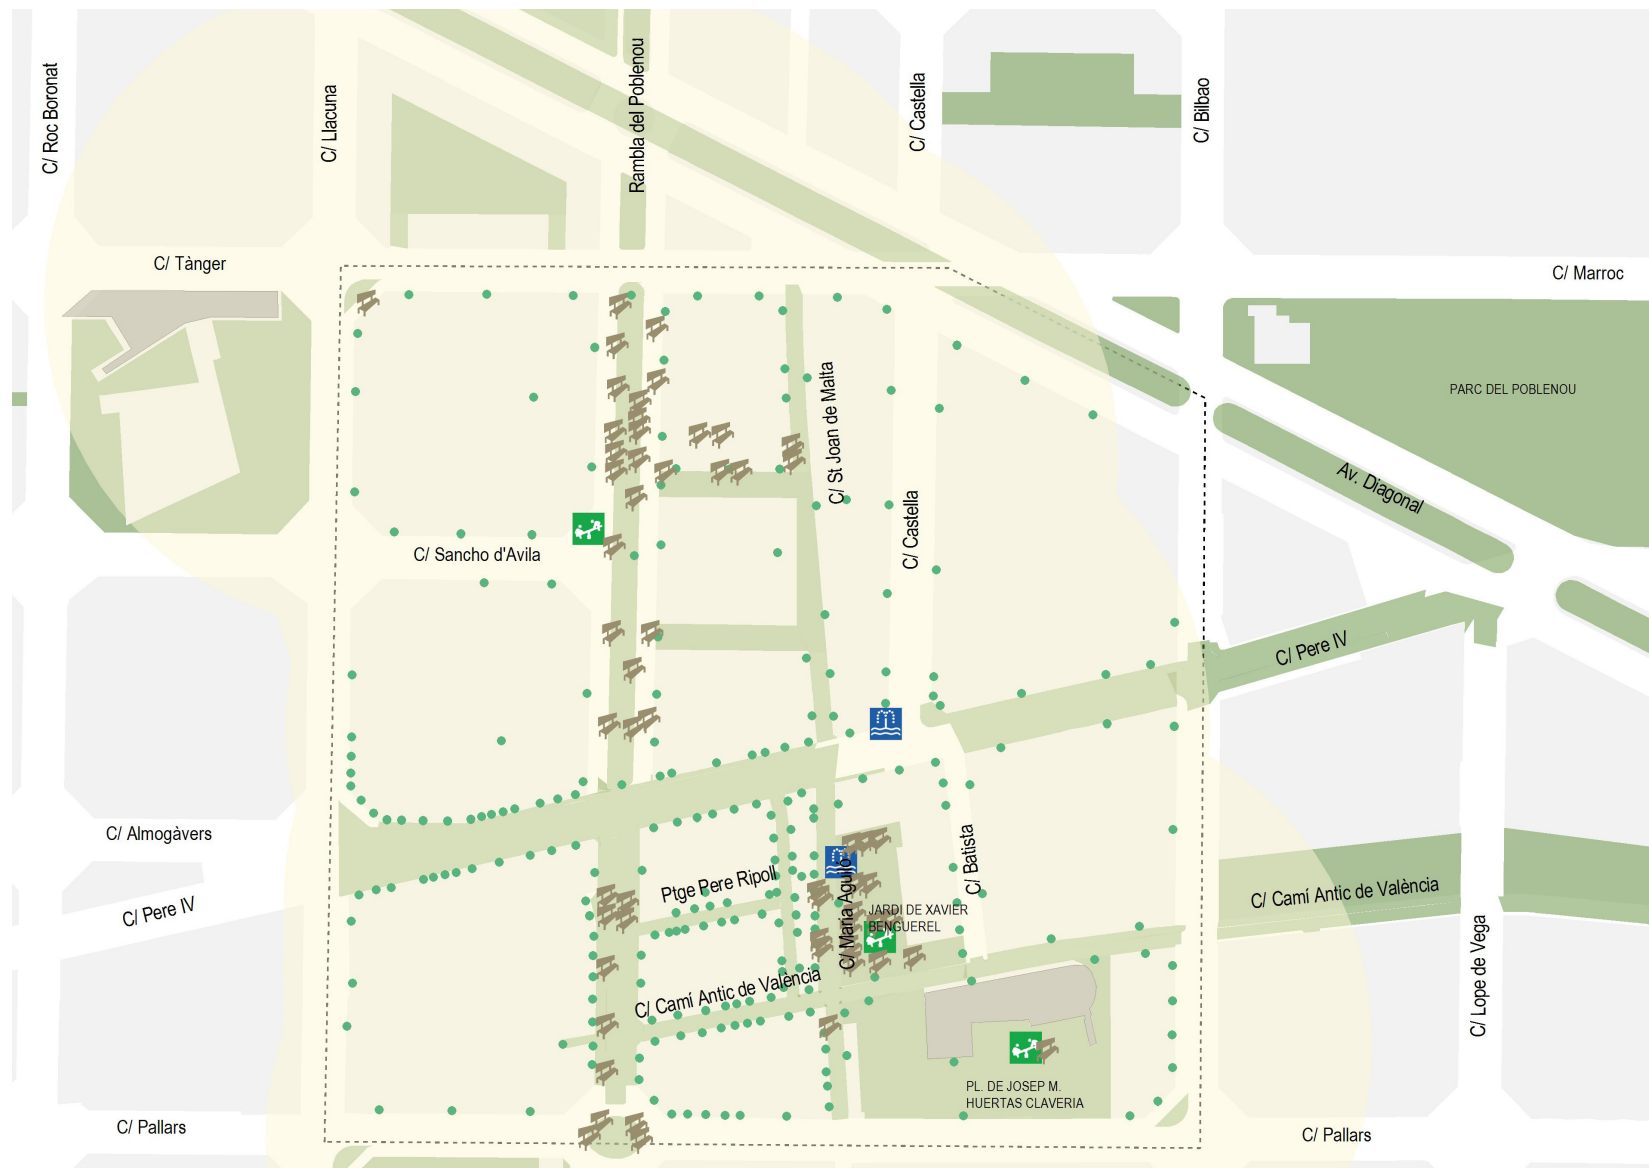 C/ Roc Boronat
C/ Llacuna
Rambla del Poblenou
C/ Castella
C/ Bilbao
C/ Tànger
C/ Marroc
PARC DEL POBLENOU
C/ St Joan de Malta
Av. Diagonal
C/ Castella
C/ Sancho d'Avila
C/ Pere IV
C/ Almogàvers
C/ Batista
Ptge Pere Ripoll
C/ Camí Antic de València
C/ Pere IV
C/ Maria Aguiló
JARDI DE XAVIER
BENGUEREL
C/ Lope de Vega
C/ Camí Antic de València
PL. DE JOSEP M.
HUERTAS CLAVERIA
C/ Pallars
C/ Pallars